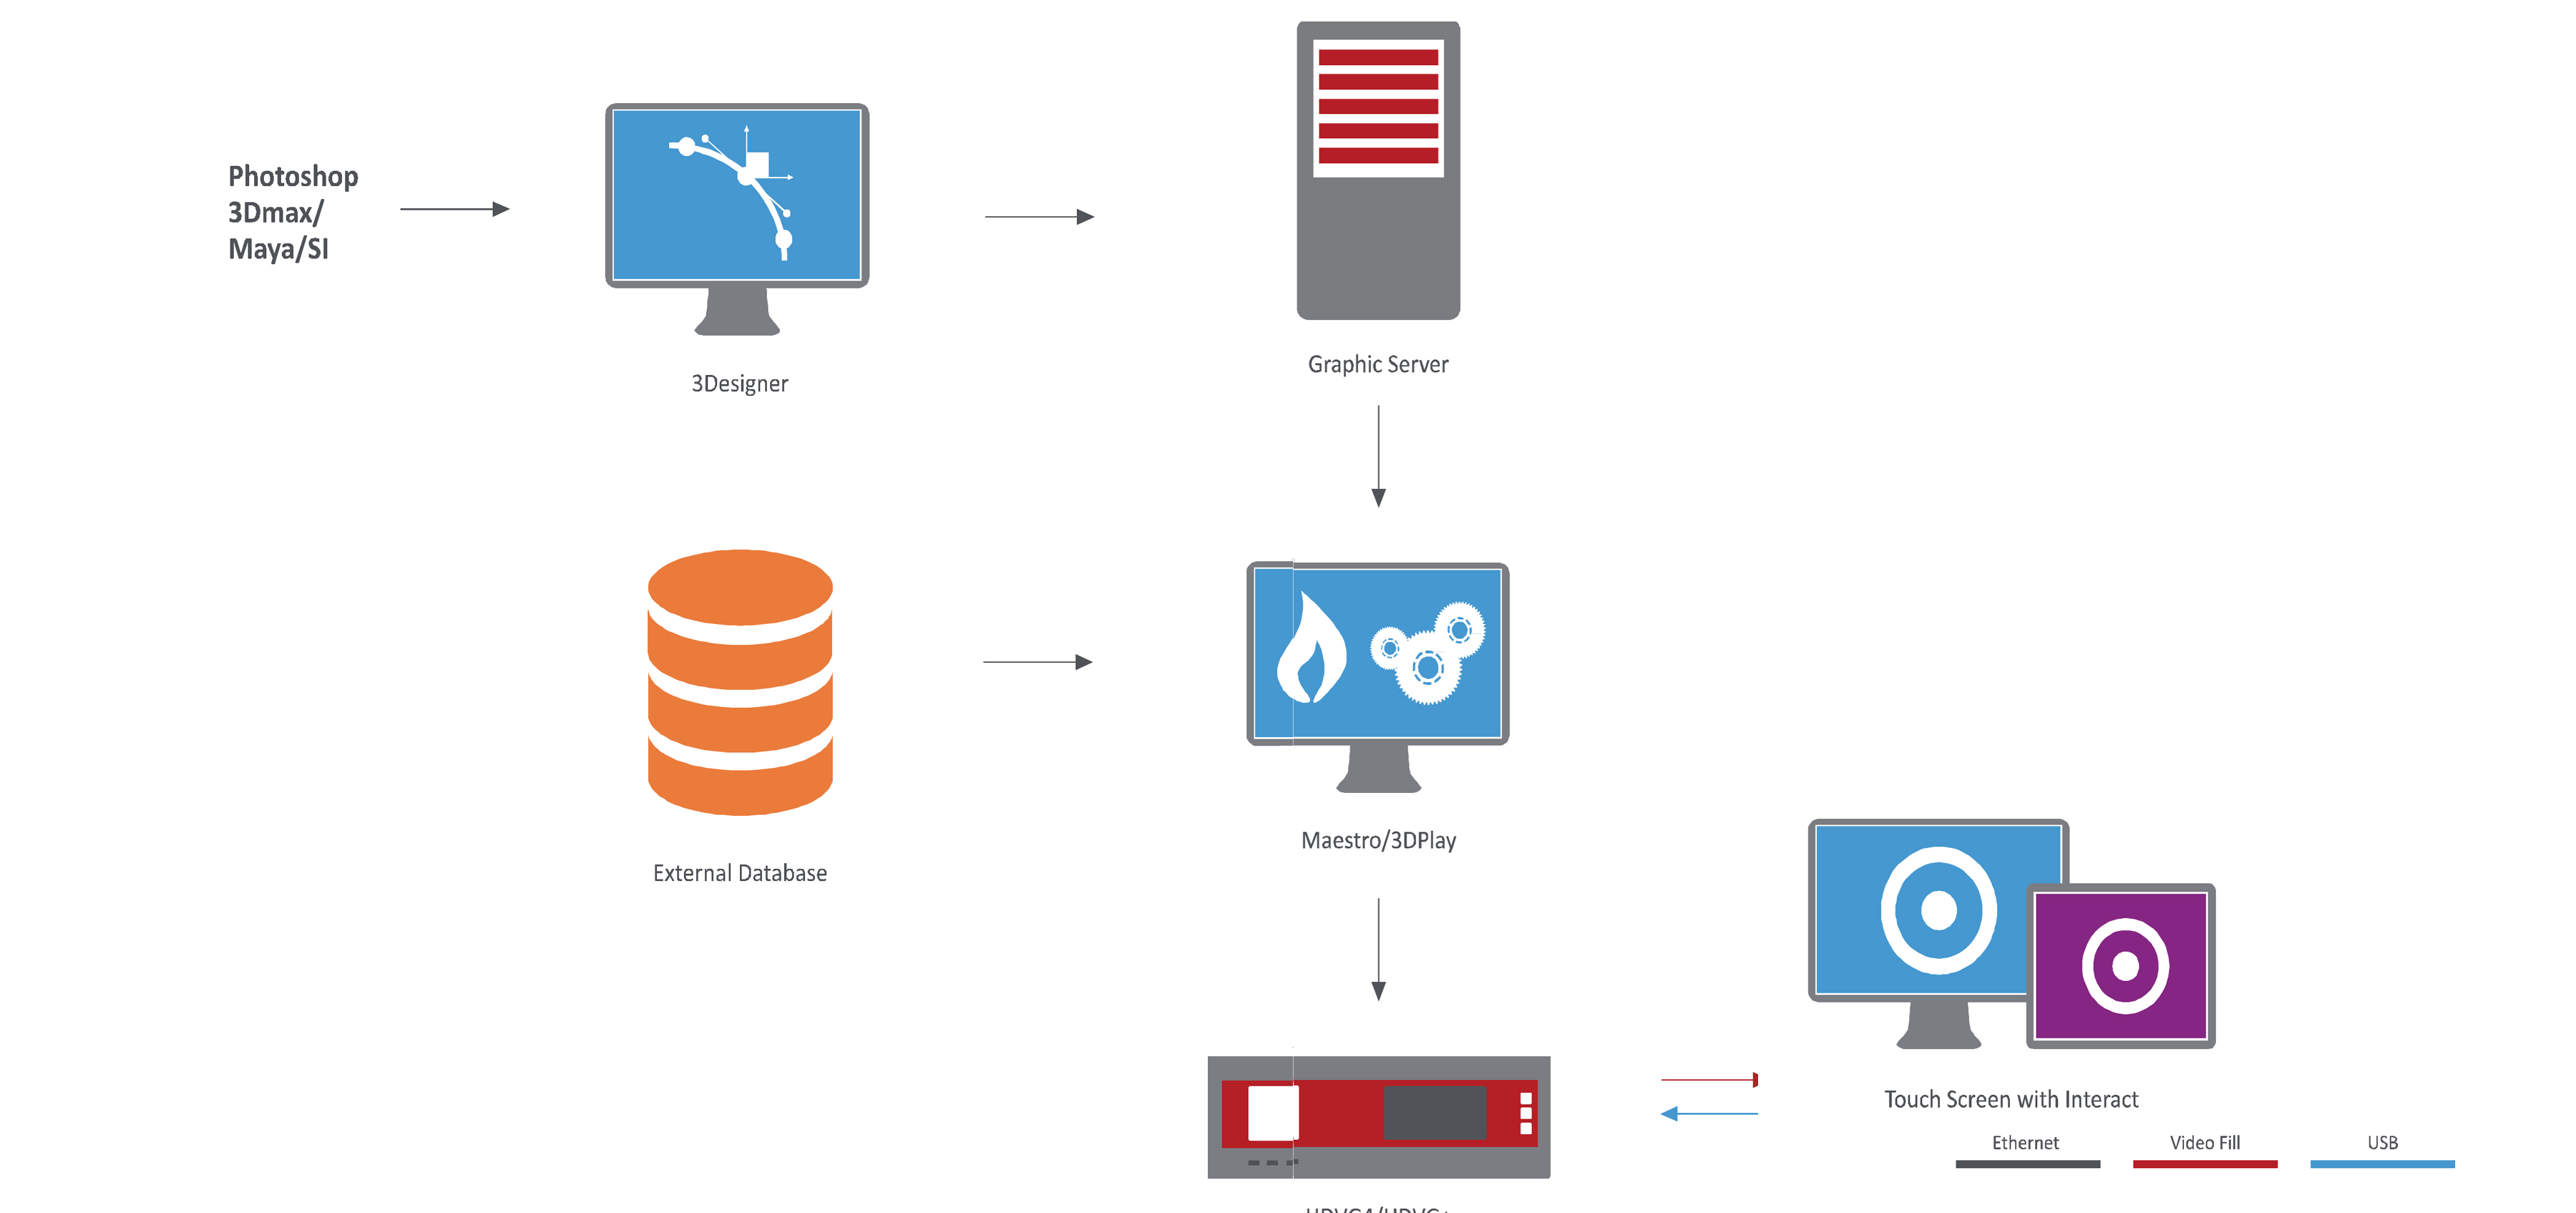 Photoshop
3Dmax/
Maya/SI
3Designer
Graphic Server
External Database
Maestro/3DPlay
Touch Screen with Interact
Ethernet
Video Fill
USB